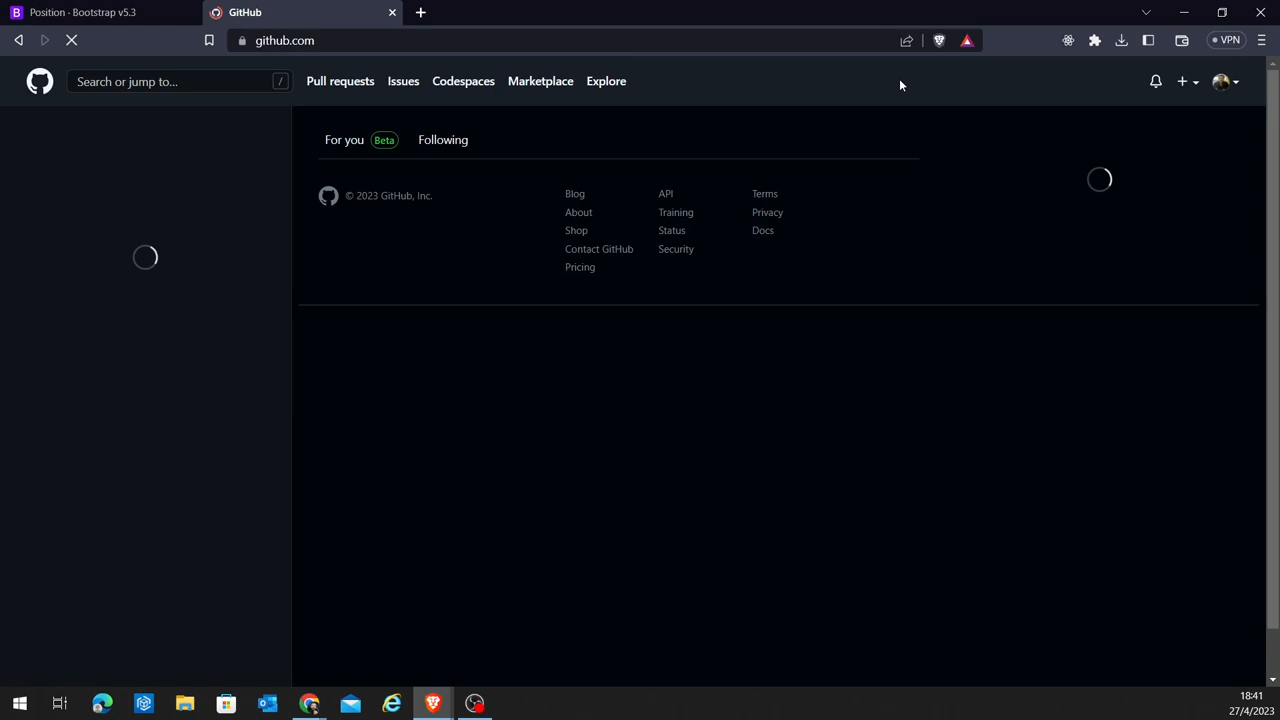 Position - Bootstrap v5.3
GitHub
github.com
VPN
Search or jump to... /
Pull requests Issues Codespaces Marketplace Explore
For you Beta Following
© 2023 GitHub, Inc.
Blog
About
Shop
Contact GitHub
Pricing
API
Training
Status
Security
Terms
Privacy
Docs
18:41
27/4/2023